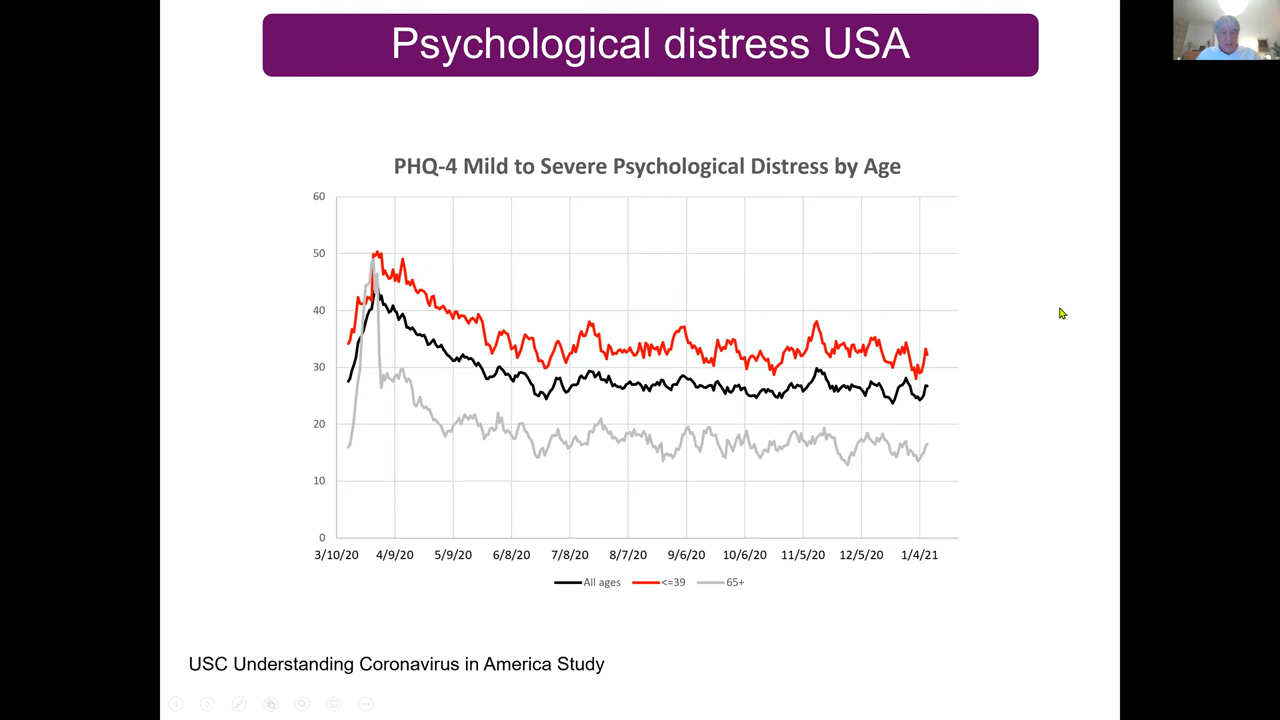 Psychological distress USA
PHQ-4 Mild to Severe Psychological Distress by Age
60
50
40
30
20
10
0
3/10/20 4/9/20 5/9/20 6/8/20 7/8/20 8/7/20 9/6/20 10/6/20 11/5/20 12/5/20 1/4/21
All ages <=39 65+
USC Understanding Coronavirus in America Study